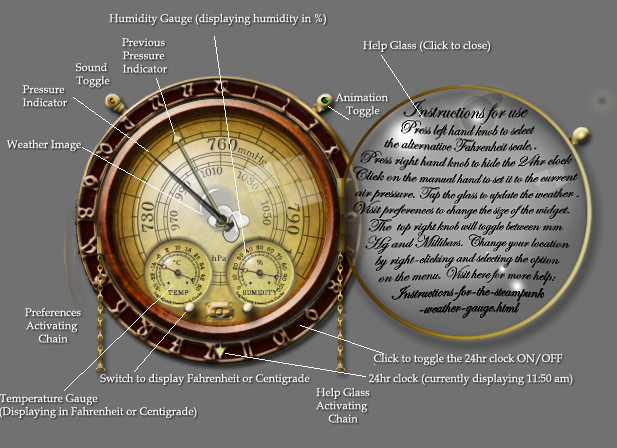 Humidity Gauge (displaying humidity in %)
Previous
Pressure
Indicator
Help Glass (Click to close)
Sound
Toggle
Pressure
Indicator
Animation
Toggle
Weather Image
Instructions for use
Press left hand knob to select
the alternative Fahrenheit scale..
Press right hand knob to hide the 24hr clock
Click on the manual hand to set it to the current
air pressure. Tap the glass to update the weather.
Visit preferences to change the size of the widget.
The top right knob will toggle between mm
Hg and Millibars. Change your location
by right-clicking and selecting the option
on the menu. Visit here for more help:
Instructions-for-the-steampunk
-weather-gauge.html
760 mmHg
1010
1030
730
970
1050
790
hPa
°C
%
TEMP
HUMIDITY
Preferences
Activating
Chain
Click to toggle the 24hr clock ON/OFF
Switch to display Fahrenheit or Centigrade
24hr clock (currently displaying 11:50 am)
Help Glass
Activating
Chain
Temperature Gauge
(Displaying in Fahrenheit or Centigrade)